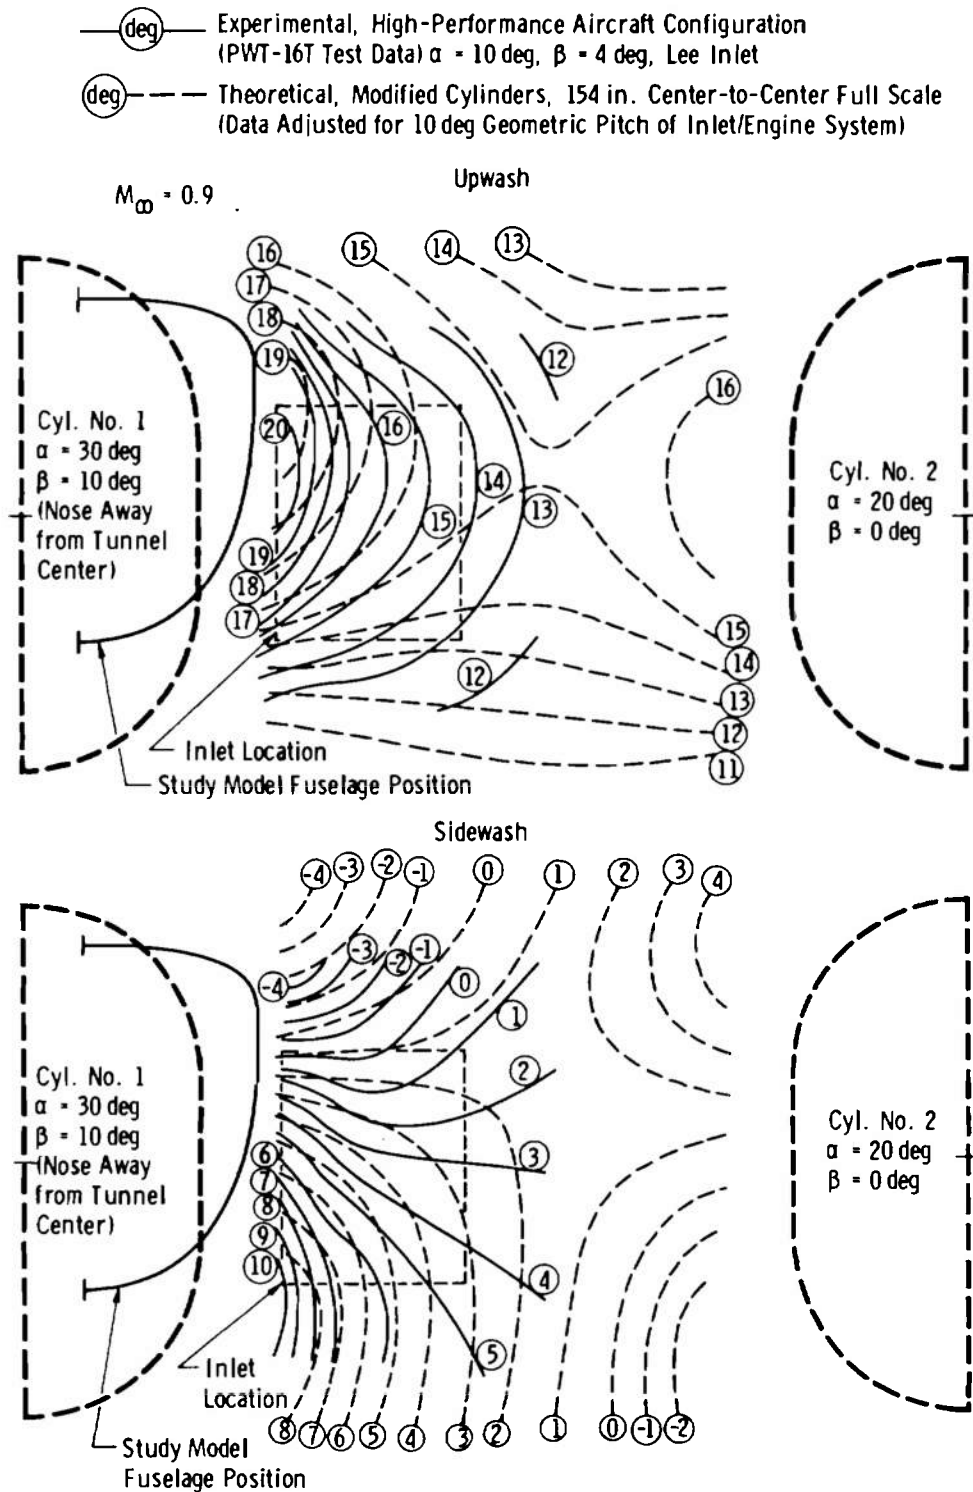 deg Experimental, High-Performance Aircraft Configuration
(PWT-16T Test Data) α = 10 deg, β = 4 deg, Lee Inlet
deg Theoretical, Modified Cylinders, 154 in. Center-to-Center Full Scale
(Data Adjusted for 10 deg Geometric Pitch of Inlet/Engine System)
Upwash
M∞ = 0.9
16 15 14 13
17
18
19
12
16
20 16
14
15 13
19
18
17
15
14
12
13
12
11
Cyl. No. 1
α = 30 deg
β = 10 deg
(Nose Away
from Tunnel
Center)
Cyl. No. 2
α = 20 deg
β = 0 deg
Inlet Location
Study Model Fuselage Position
Sidewash
-4 -3 -2 -1 0 1 2 3 4
-3 -1
-2
-4 0
1
2
3
6
7
8
9
10
4
5
Cyl. No. 1
α = 30 deg
β = 10 deg
(Nose Away
from Tunnel
Center)
Cyl. No. 2
α = 20 deg
β = 0 deg
Inlet
Location
8 7 6 5 4 3 2 1 0 -1 -2
Study Model
Fuselage Position